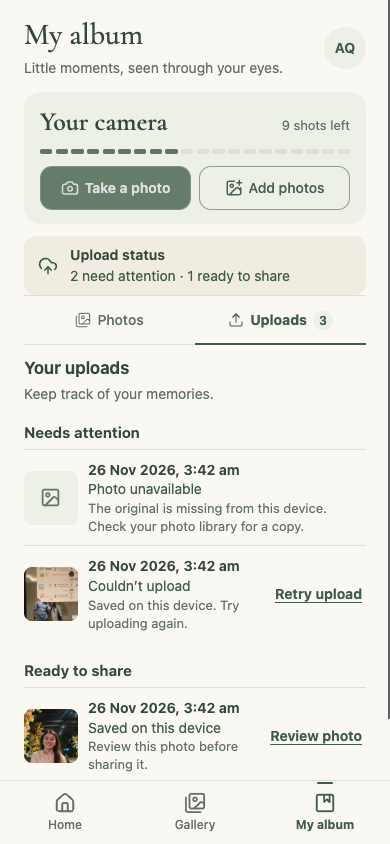 My album
Little moments, seen through your eyes.
AQ
Your camera
9 shots left
Take a photo
Add photos
Upload status
2 need attention · 1 ready to share
Photos
Uploads 3
Your uploads
Keep track of your memories.
Needs attention
26 Nov 2026, 3:42 am
Photo unavailable
The original is missing from this device.
Check your photo library for a copy.
26 Nov 2026, 3:42 am
Couldn’t upload
Saved on this device. Try
uploading again.
Retry upload
Ready to share
26 Nov 2026, 3:42 am
Saved on this device
Review this photo before
sharing it.
Review photo
Home
Gallery
My album